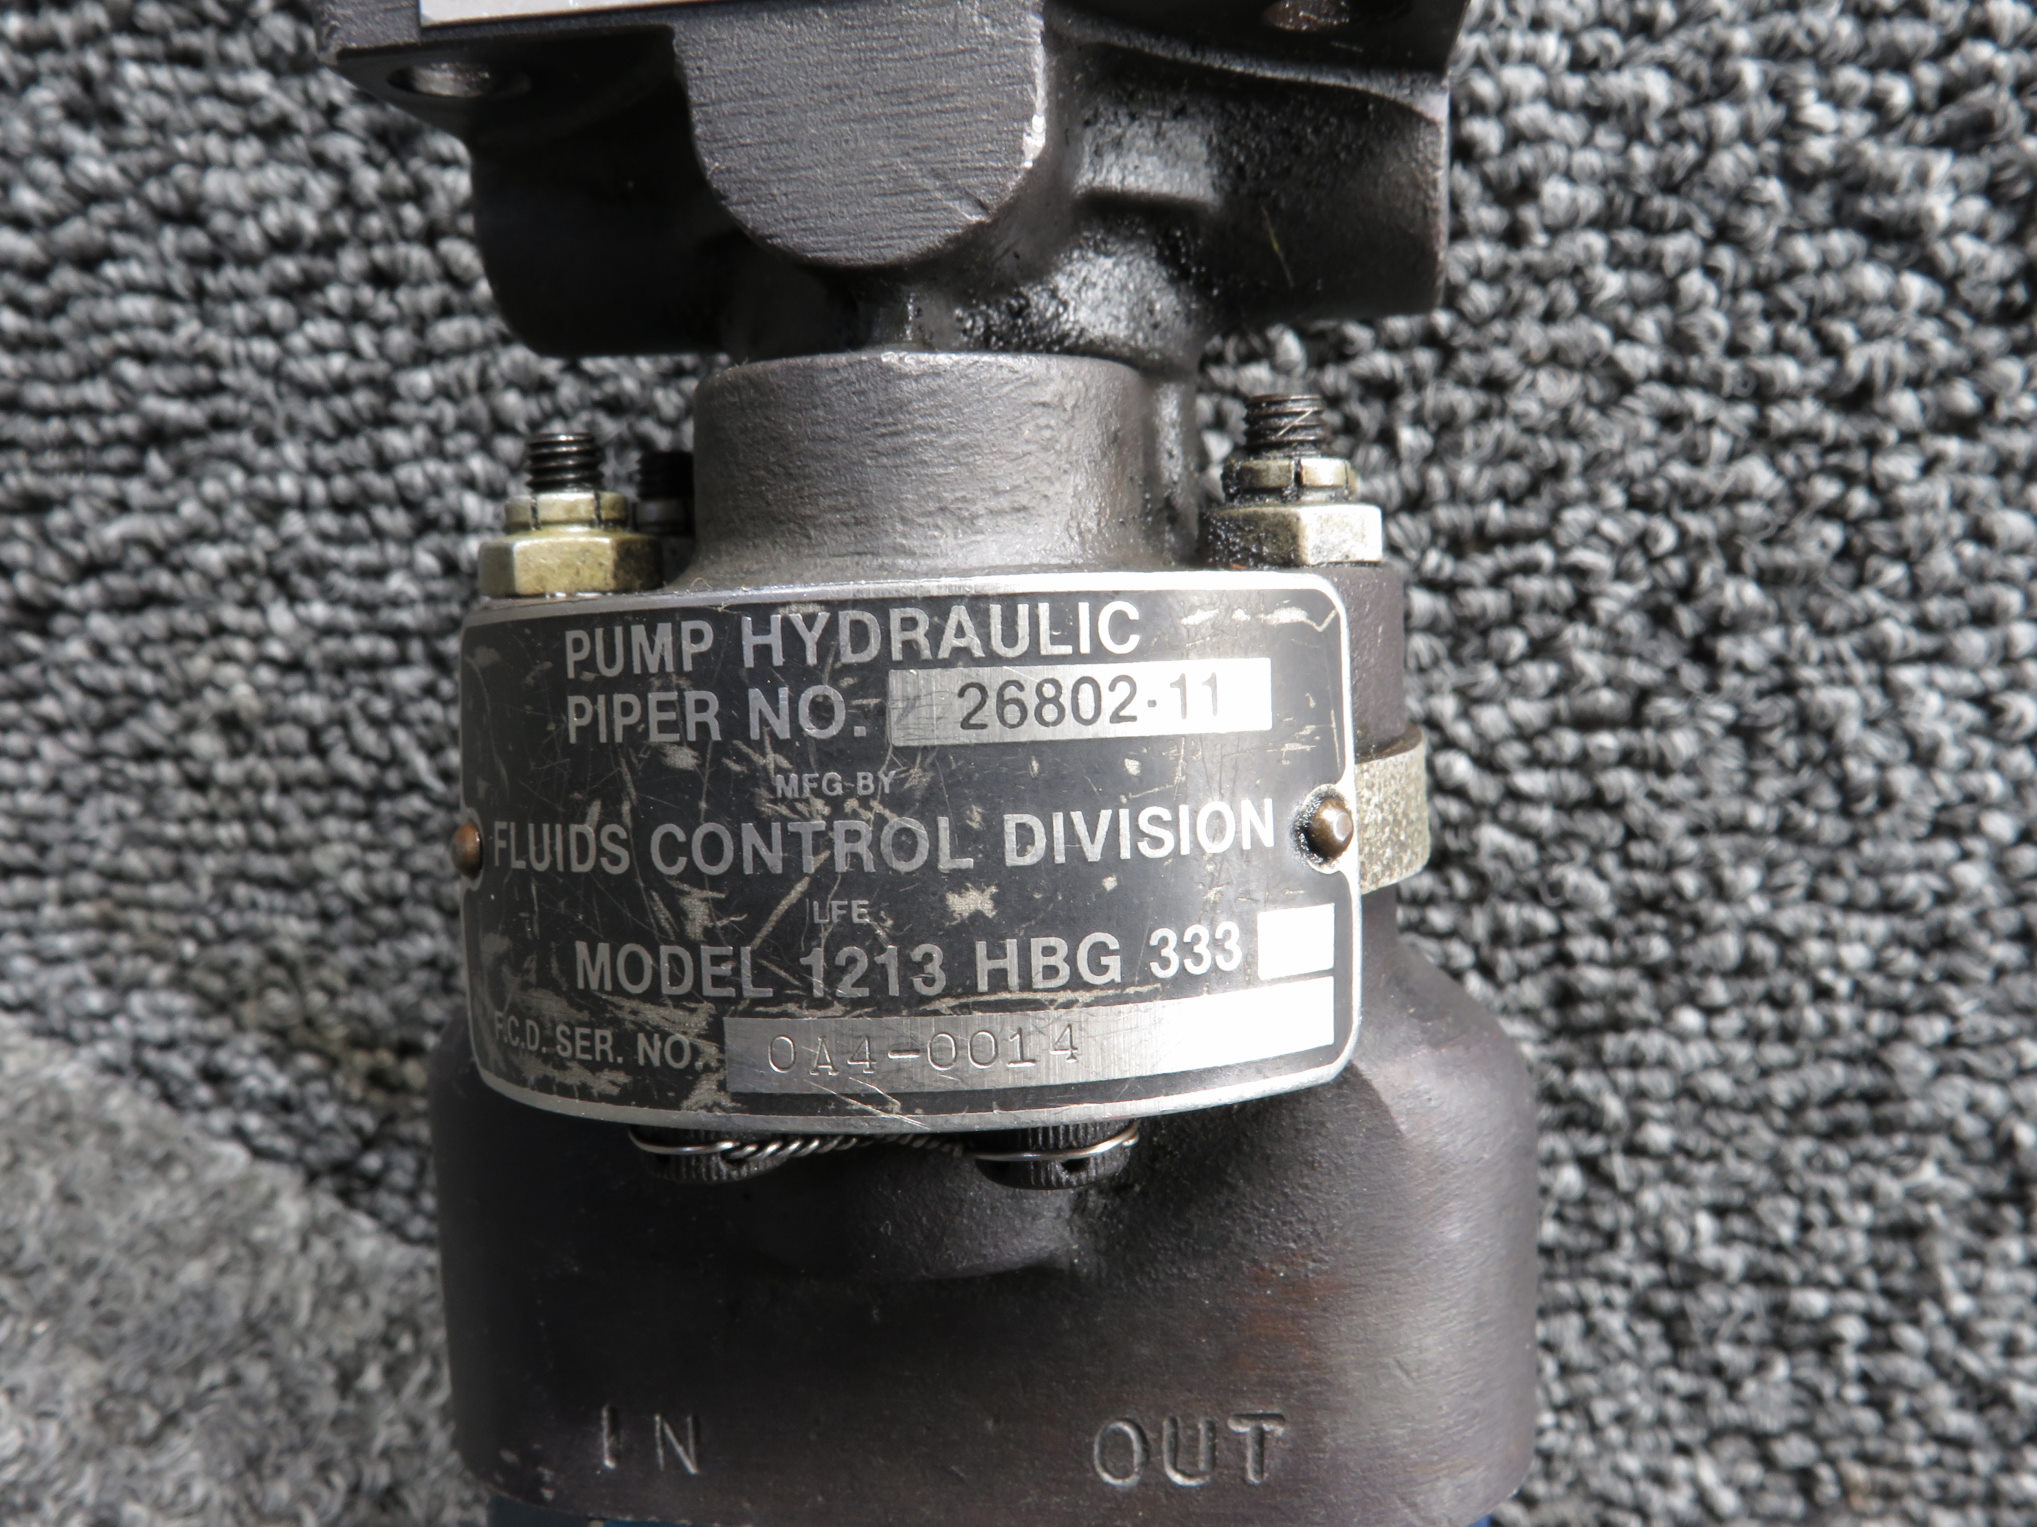 PUMP HYDRAULIC
PIPER NO. 26802-11
MFG BY
FLUIDS CONTROL DIVISION
LFE
MODEL 1213 HBG 333
F.C.D. SER. NO. 0A4-0014
IN OUT